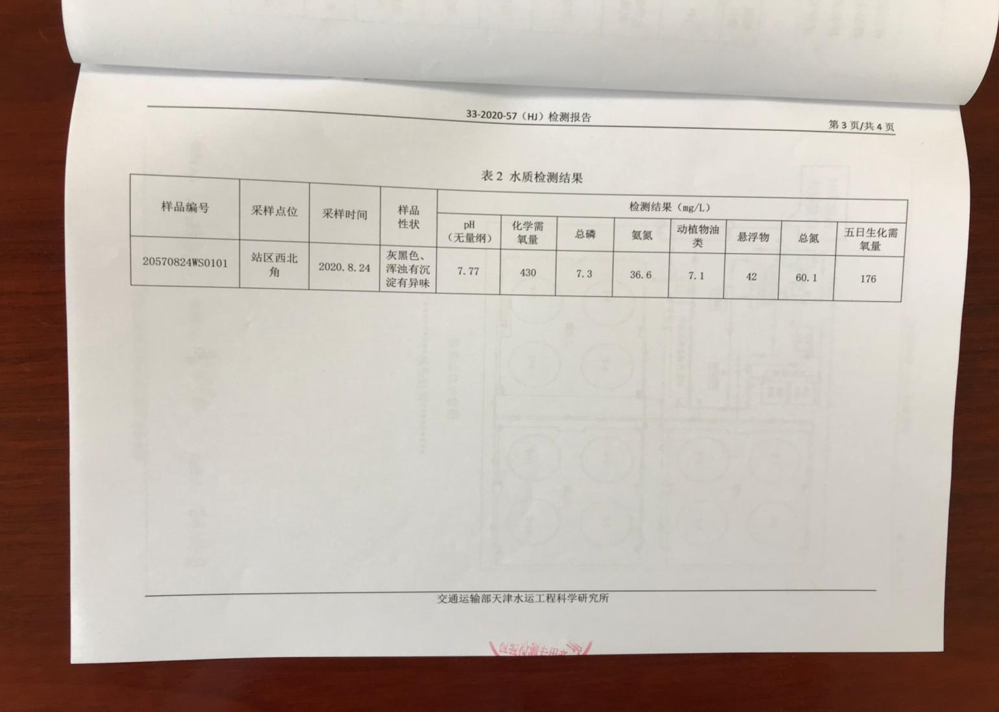 33-2020-57（HJ）检测报告
第 3 页/共 4 页
表 2 水质检测结果
样品编号
采样点位
采样时间
样品
性状
检测结果（mg/L）
pH
（无量纲）
化学需
氧量
总磷
氨氮
动植物油
类
悬浮物
总氮
五日生化需
氧量
20570824WS0101
站区西北
角
2020.8.24
灰黑色、
浑浊有沉
淀有异味
7.77
430
7.3
36.6
7.1
42
60.1
176
交通运输部天津水运工程科学研究所
检测专用